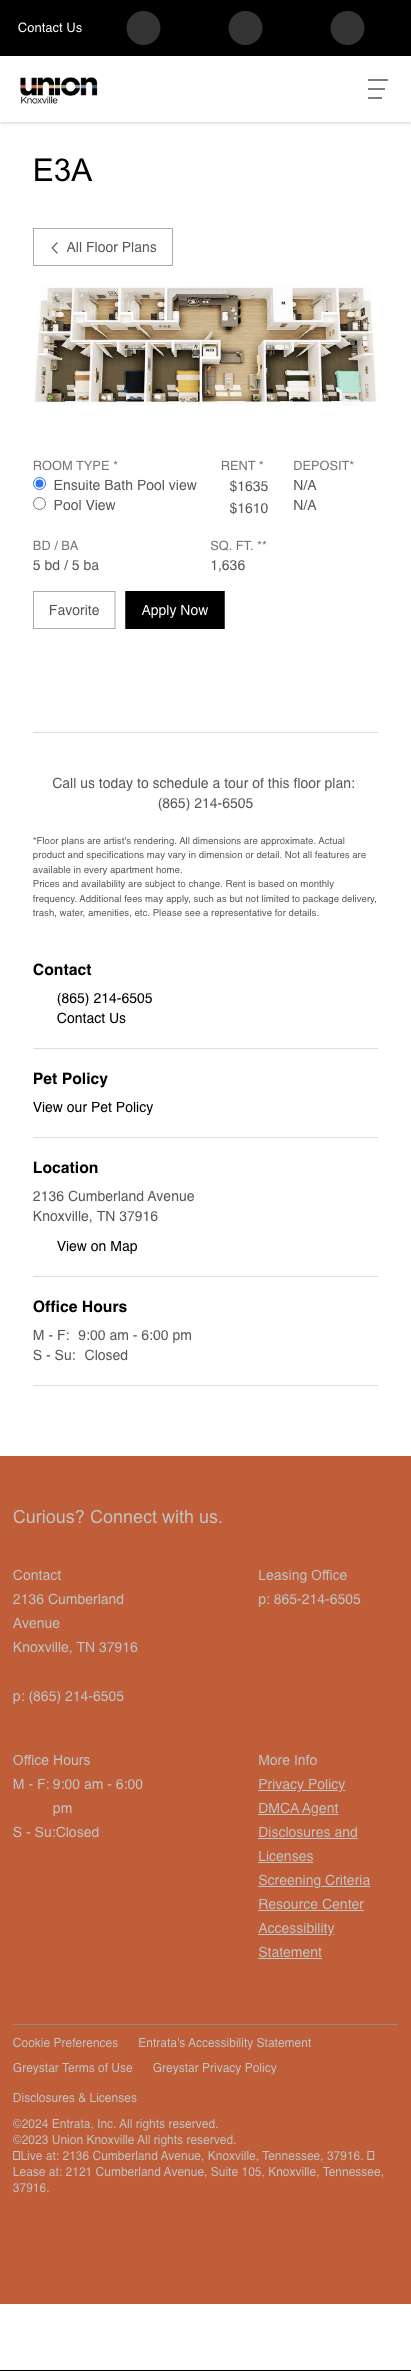 Contact Us
union
Knoxville
E3A
All Floor Plans
ROOM TYPE * RENT * DEPOSIT*
Ensuite Bath Pool view $1635 N/A
Pool View $1610 N/A
BD / BA SQ. FT. **
5 bd / 5 ba 1,636
Favorite Apply Now
Call us today to schedule a tour of this floor plan:
(865) 214-6505
*Floor plans are artist's rendering. All dimensions are approximate. Actual
product and specifications may vary in dimension or detail. Not all features are
available in every apartment home.
Prices and availability are subject to change. Rent is based on monthly
frequency. Additional fees may apply, such as but not limited to package delivery,
trash, water, amenities, etc. Please see a representative for details.
Contact
(865) 214-6505
Contact Us
Pet Policy
View our Pet Policy
Location
2136 Cumberland Avenue
Knoxville, TN 37916
View on Map
Office Hours
M - F: 9:00 am - 6:00 pm
S - Su: Closed
Curious? Connect with us.
Contact
2136 Cumberland
Avenue
Knoxville, TN 37916
p: (865) 214-6505
Leasing Office
p: 865-214-6505
Office Hours
M - F: 9:00 am - 6:00
pm
S - Su:Closed
More Info
Privacy Policy
DMCA Agent
Disclosures and
Licenses
Screening Criteria
Resource Center
Accessibility
Statement
Cookie Preferences Entrata's Accessibility Statement
Greystar Terms of Use Greystar Privacy Policy
Disclosures & Licenses
©2024 Entrata, Inc. All rights reserved.
©2023 Union Knoxville All rights reserved.
Live at: 2136 Cumberland Avenue, Knoxville, Tennessee, 37916.
Lease at: 2121 Cumberland Avenue, Suite 105, Knoxville, Tennessee,
37916.